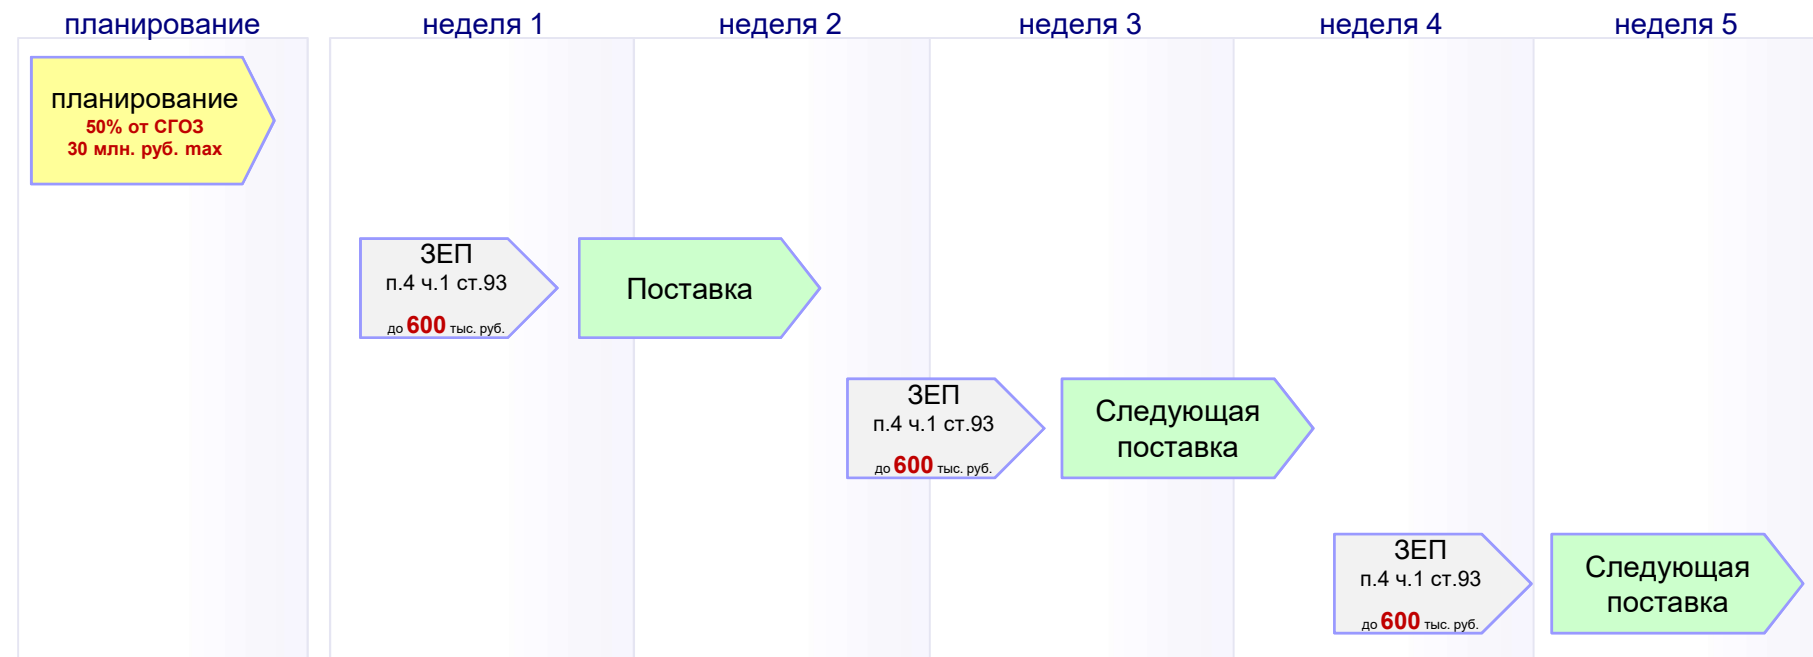 планирование
неделя 1
неделя 2
неделя 3
неделя 4
неделя 5
планирование
50% от СГОЗ
30 млн. руб. max
ЗЕП
п.4 ч.1 ст.93
до 600 тыс. руб.
Поставка
ЗЕП
п.4 ч.1 ст.93
до 600 тыс. руб.
Следующая
поставка
ЗЕП
п.4 ч.1 ст.93
до 600 тыс. руб.
Следующая
поставка